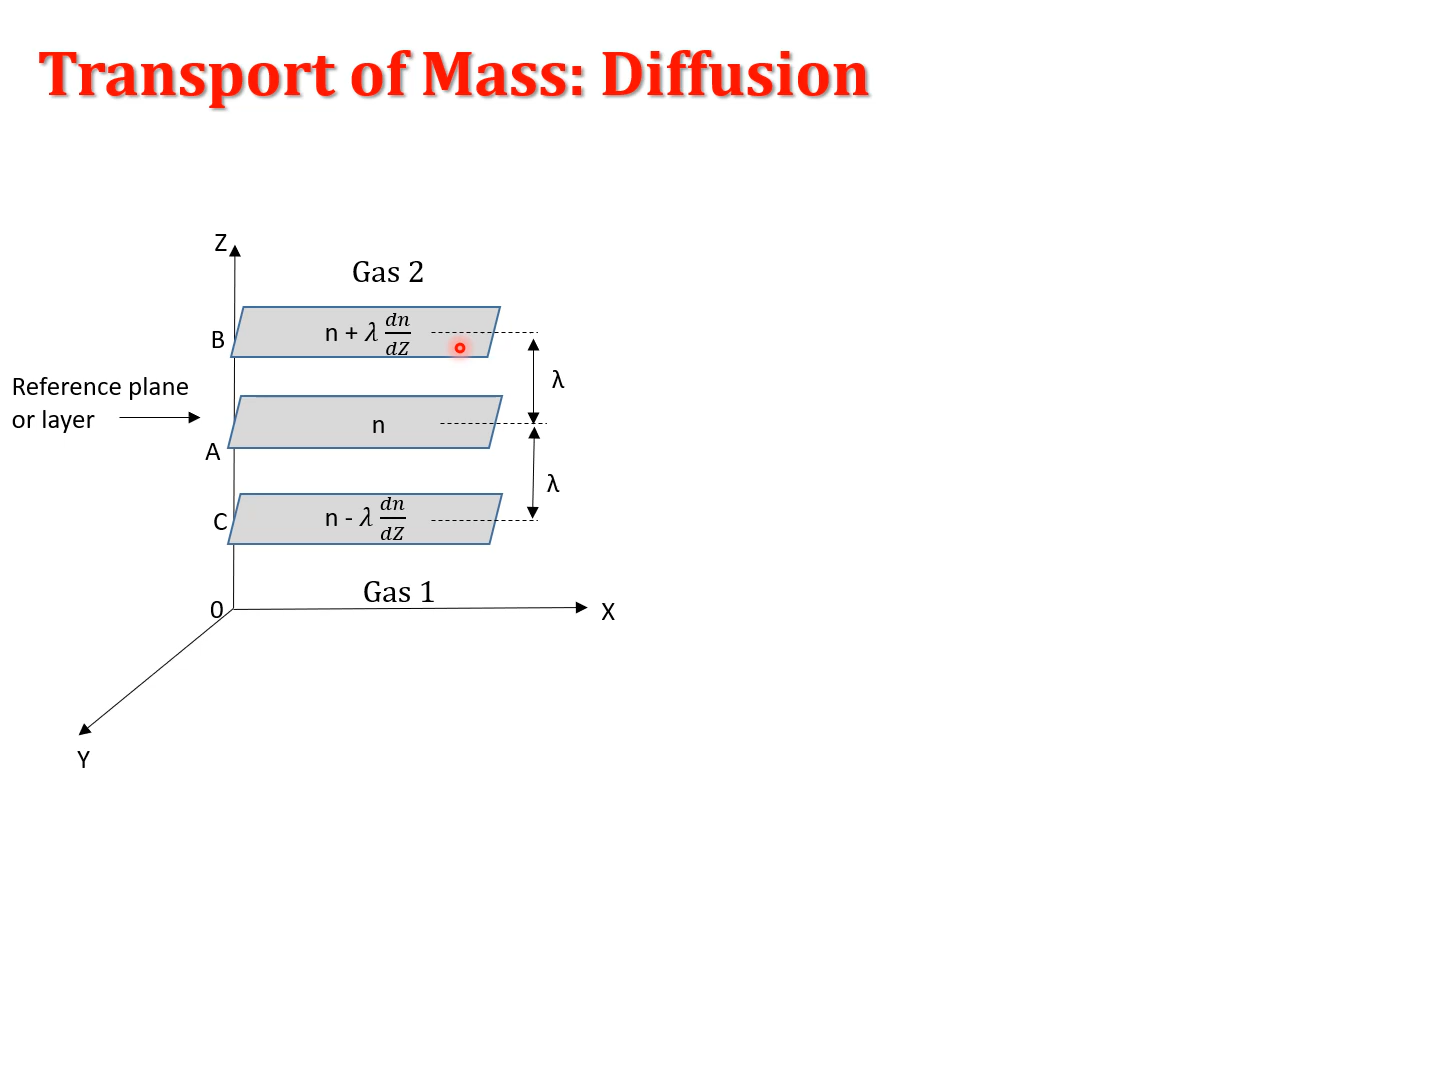 Transport of Mass: Diffusion
Z
Gas 2
B
n + λ dn/dZ
λ
Reference plane
or layer
n
A
λ
C
n - λ dn/dZ
Gas 1
0
X
Y